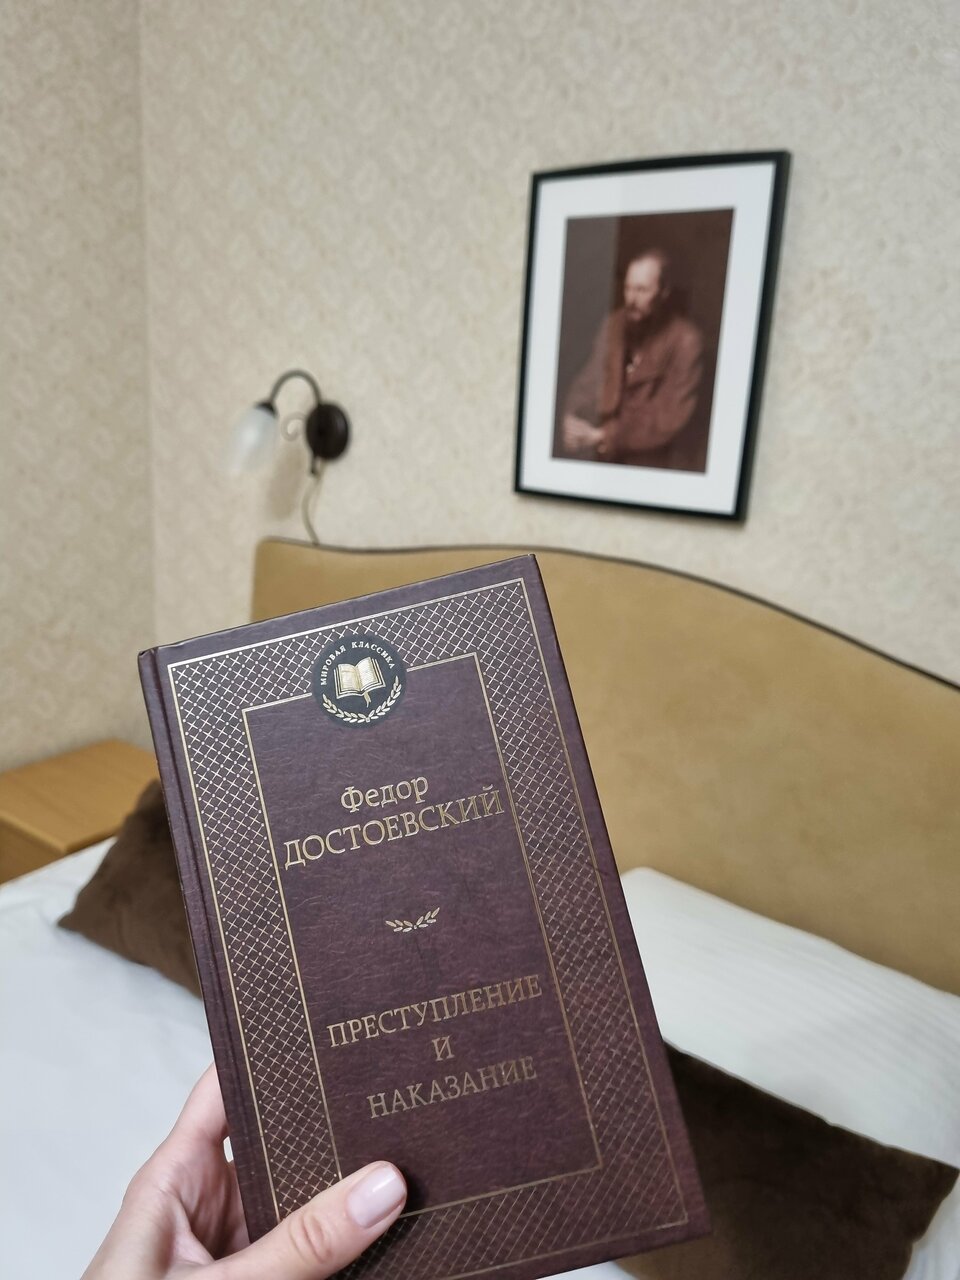 МИРОВАЯ КЛАССИКА
Федор
ДОСТОЕВСКИЙ
ПРЕСТУПЛЕНИЕ
И
НАКАЗАНИЕ